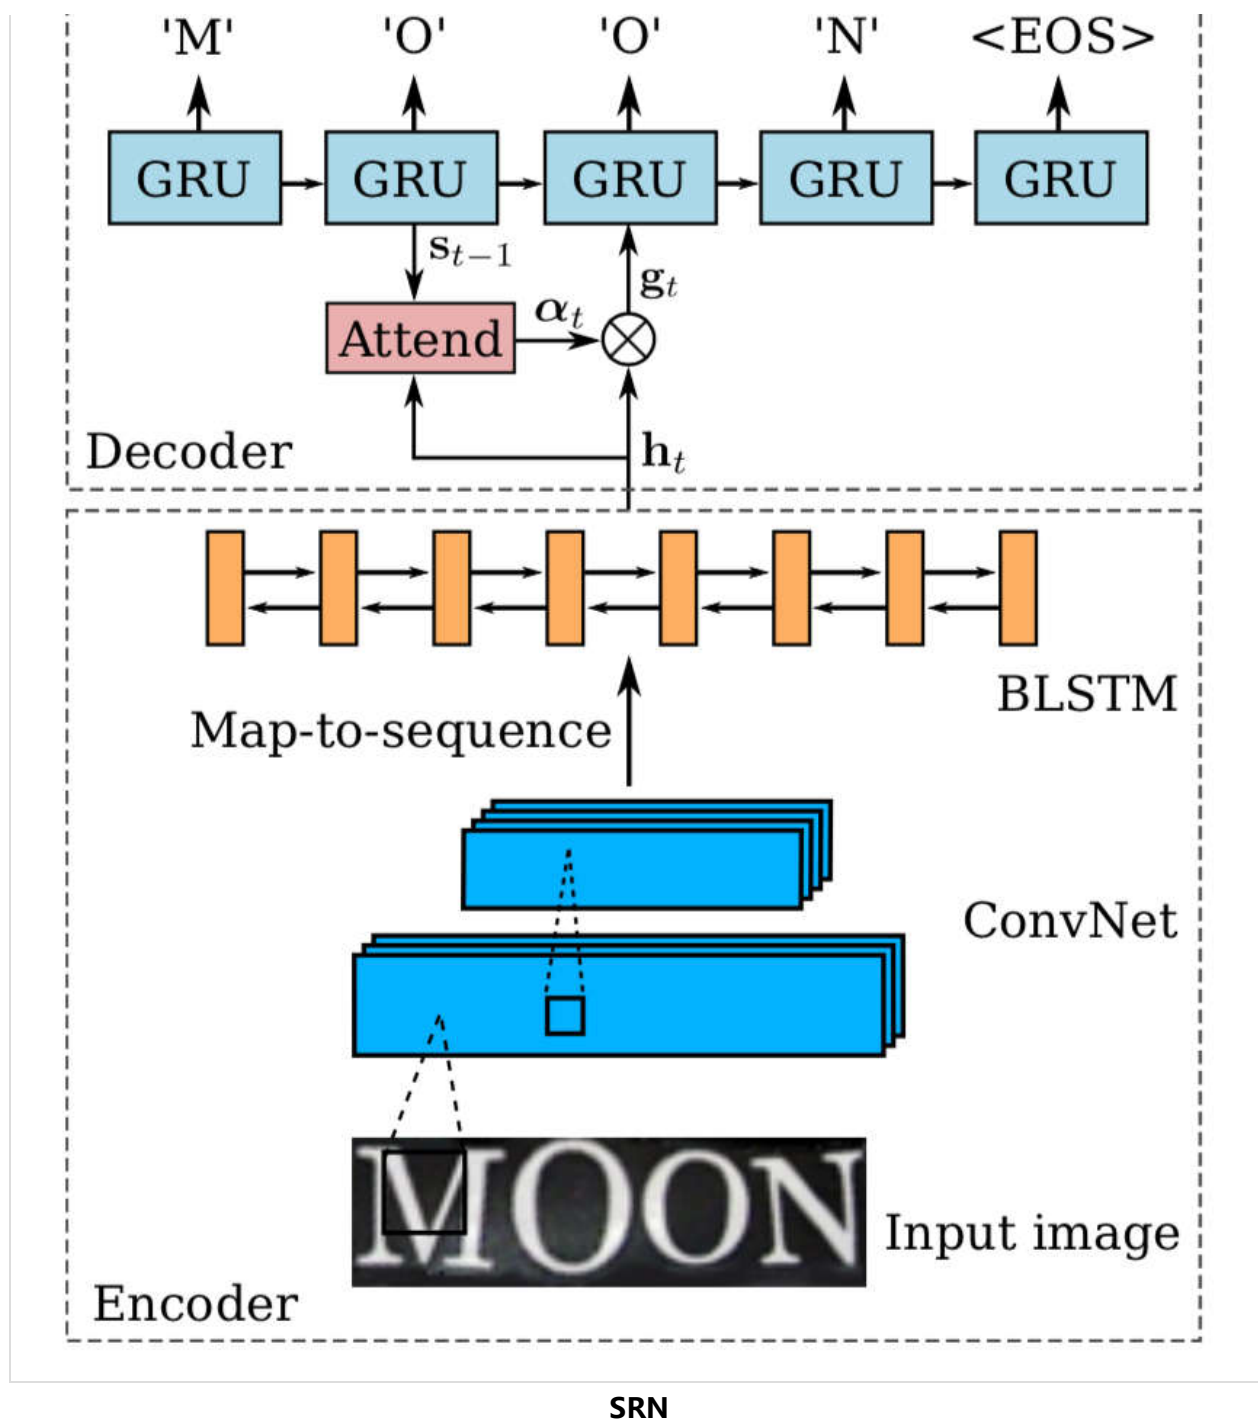 'M' 'O' 'O' 'N' <EOS>
GRU GRU GRU GRU GRU
s_{t-1}
g_t
α_t
Attend
Decoder
h_t
BLSTM
Map-to-sequence
ConvNet
MOON
Input image
Encoder
SRN